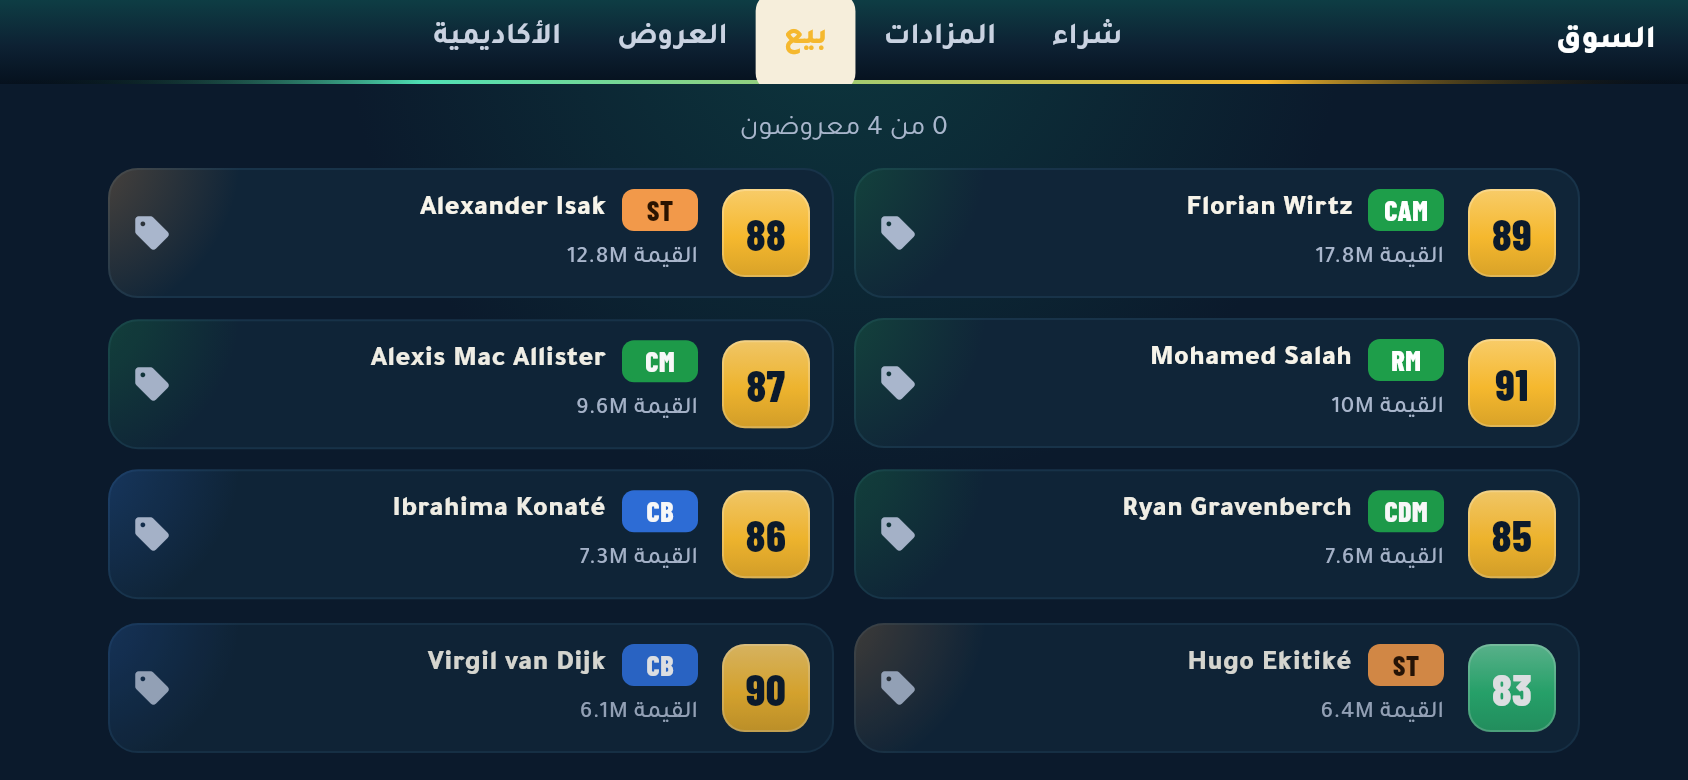 السوق
شراء
المزادات
بيع
العروض
الأكاديمية
0 من 4 معروضون
89
CAM
Florian Wirtz
القيمة 17.8M
88
ST
Alexander Isak
القيمة 12.8M
91
RM
Mohamed Salah
القيمة 10M
87
CM
Alexis Mac Allister
القيمة 9.6M
85
CDM
Ryan Gravenberch
القيمة 7.6M
86
CB
Ibrahima Konaté
القيمة 7.3M
83
ST
Hugo Ekitiké
القيمة 6.4M
90
CB
Virgil van Dijk
القيمة 6.1M